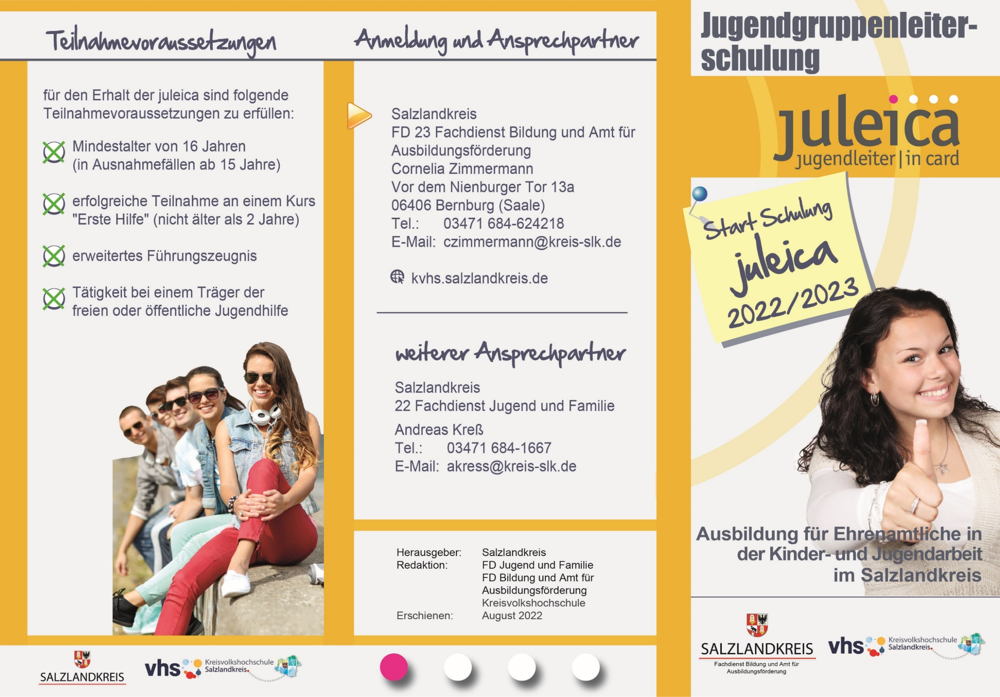 Teilnahmevoraussetzungen
für den Erhalt der juleica sind folgende
Teilnahmevoraussetzungen zu erfüllen:
Mindestalter von 16 Jahren
(in Ausnahmefällen ab 15 Jahre)
erfolgreiche Teilnahme an einem Kurs
"Erste Hilfe" (nicht älter als 2 Jahre)
erweitertes Führungszeugnis
Tätigkeit bei einem Träger der
freien oder öffentliche Jugendhilfe
SALZLANDKREIS
vhs
Kreisvolkshochschule
Salzlandkreis
Anmeldung und Ansprechpartner
Salzlandkreis
FD 23 Fachdienst Bildung und Amt für
Ausbildungsförderung
Cornelia Zimmermann
Vor dem Nienburger Tor 13a
06406 Bernburg (Saale)
Tel.: 03471 684-624218
E-Mail: czimmermann@kreis-slk.de
kvhs.salzlandkreis.de
weiterer Ansprechpartner
Salzlandkreis
22 Fachdienst Jugend und Familie
Andreas Kreß
Tel.: 03471 684-1667
E-Mail: akress@kreis-slk.de
Herausgeber: Salzlandkreis
Redaktion: FD Jugend und Familie
FD Bildung und Amt für
Ausbildungsförderung
Kreisvolkshochschule
Erschienen: August 2022
Jugendgruppenleiter-
schulung
juleica
jugendleiter|in card
Start Schulung
juleica
2022/2023
Ausbildung für Ehrenamtliche in
der Kinder- und Jugendarbeit
im Salzlandkreis
SALZLANDKREIS
Fachdienst Bildung und Amt für
Ausbildungsförderung
vhs
Kreisvolkshochschule
Salzlandkreis